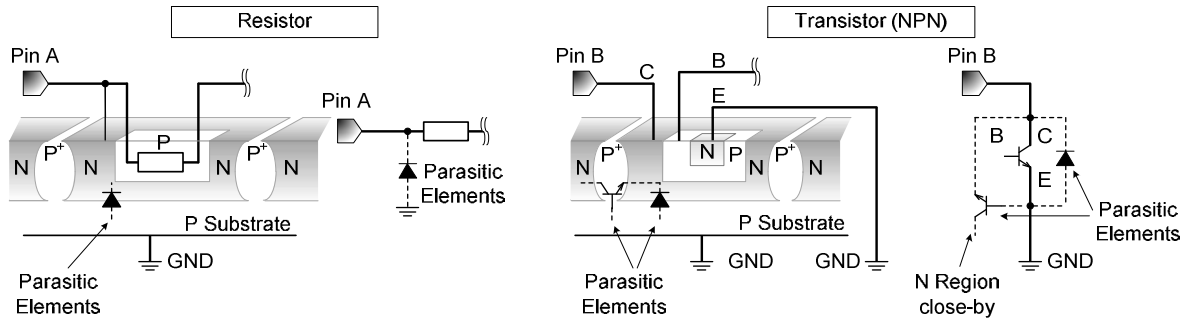 Resistor
Pin A
N
P+
N
P
N
P+
N
P Substrate
GND
Parasitic
Elements
Pin A
Parasitic
Elements
Transistor (NPN)
Pin B
C
B
E
N
P+
N
N
P
N
P+
N
P Substrate
GND
GND
Parasitic
Elements
Pin B
B
C
E
Parasitic
Elements
GND
N Region
close-by